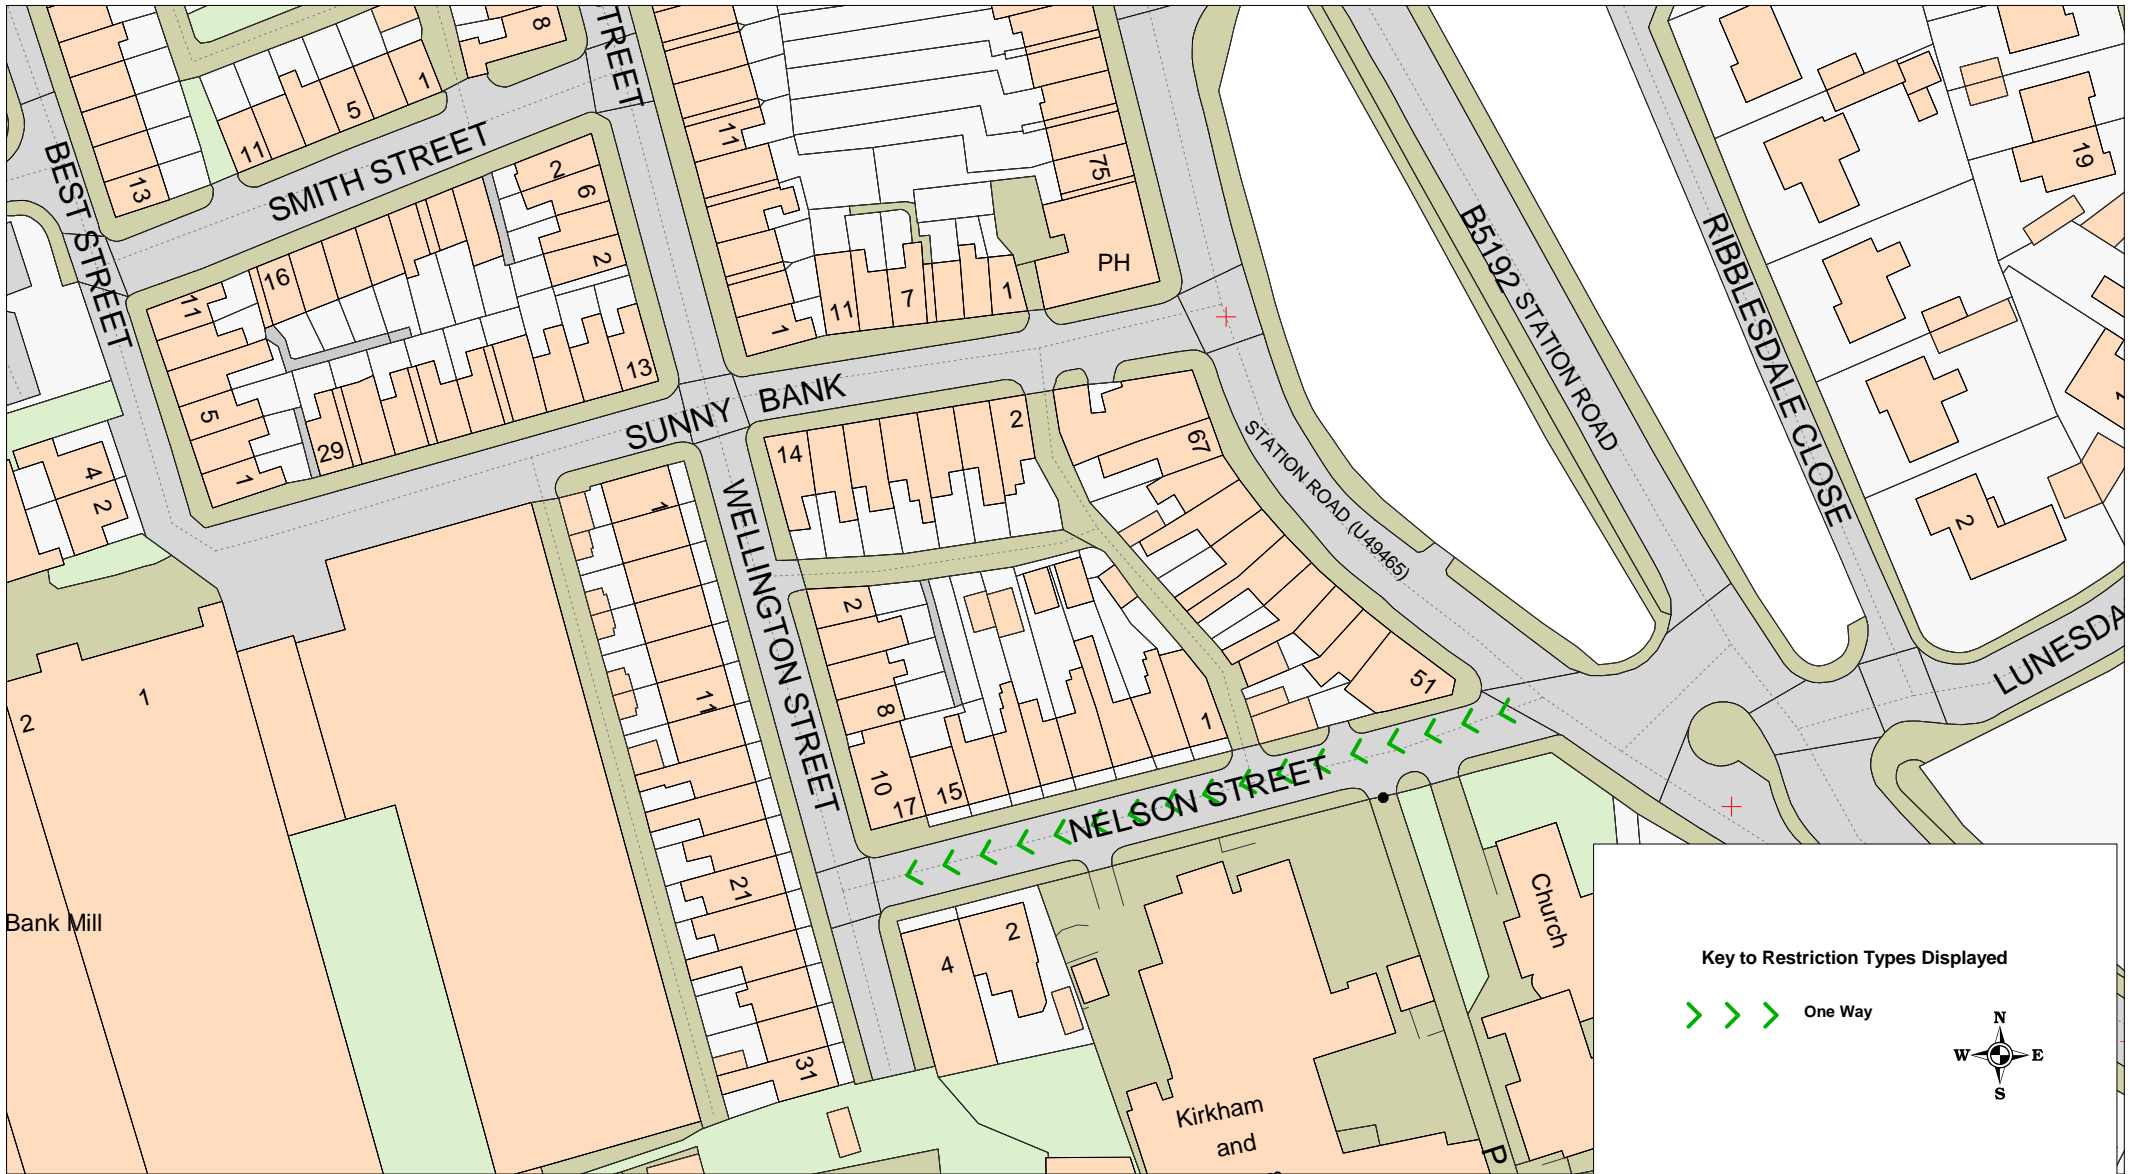 8
TREET
1
5
11
11
13
BEST STREET
SMITH STREET
2
6
2
75
19
PH
B5192 STATION ROAD
RIBBLESDALE CLOSE
16
11
11
7
1
1
13
5
29
1
SUNNY BANK
14
2
67
STATION ROAD (U49465)
4
2
2
1
WELLINGTON STREET
2
8
11
10
17
15
1
51
LUNESDA
1
2
NELSON STREET
21
Bank Mill
4
2
Church
31
Kirkham
and
P
Key to Restriction Types Displayed
One Way
N
W E
S